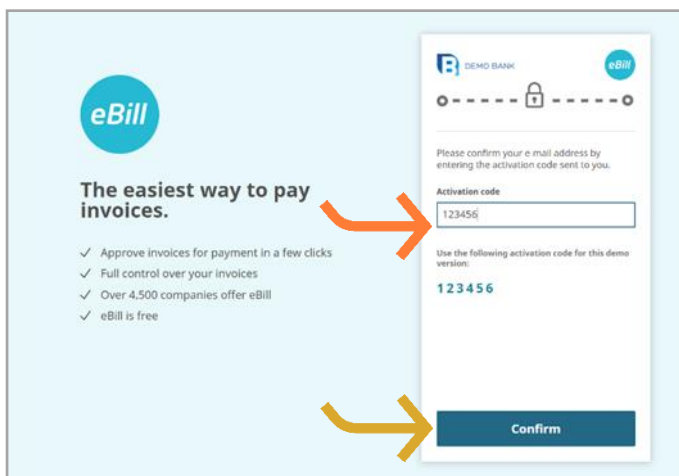 eBill
The easiest way to pay
invoices.
✓ Approve invoices for payment in a few clicks
✓ Full control over your invoices
✓ Over 4,500 companies offer eBill
✓ eBill is free
B DEMO BANK
eBill
Please confirm your e mail address by
entering the activation code sent to you.
Activation code
123456
Use the following activation code for this demo
version:
123456
Confirm